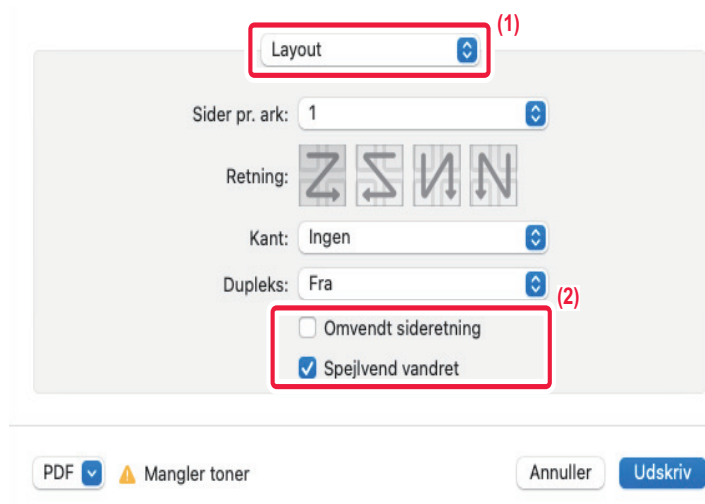 (1)
Layout
Sider pr. ark: 1
Retning:
Kant: Ingen
Dupleks: Fra
(2)
Omvendt sideretning
Spejlvend vandret
PDF Mangler toner Annuller Udskriv